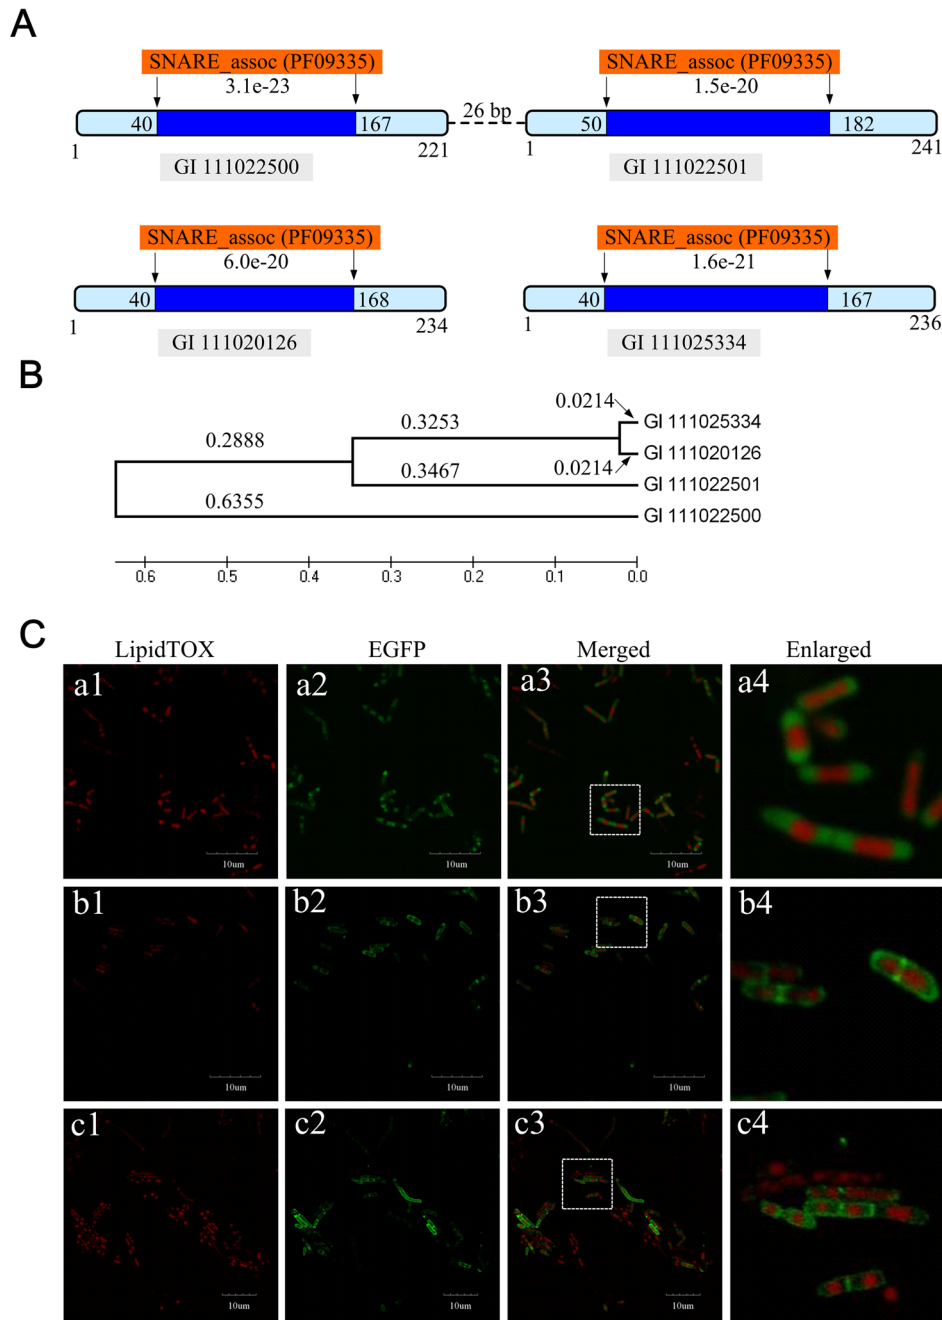 A
SNARE_assoc (PF09335) SNARE_assoc (PF09335)
3.1e-23 1.5e-20
40 167 26 bp 50 182
1 221 1 241
GI 111022500 GI 111022501
SNARE_assoc (PF09335) SNARE_assoc (PF09335)
6.0e-20 1.6e-21
40 168 40 167
1 234 1 236
GI 111020126 GI 111025334
B
0.0214
0.3253 GI 111025334
0.2888 GI 111020126
0.3467 0.0214
GI 111022501
0.6355
GI 111022500
0.6 0.5 0.4 0.3 0.2 0.1 0.0
C
LipidTOX EGFP Merged Enlarged
a1 a2 a3 a4
10um 10um 10um
b1 b2 b3 b4
10um 10um 10um
c1 c2 c3 c4
10um 10um 10um